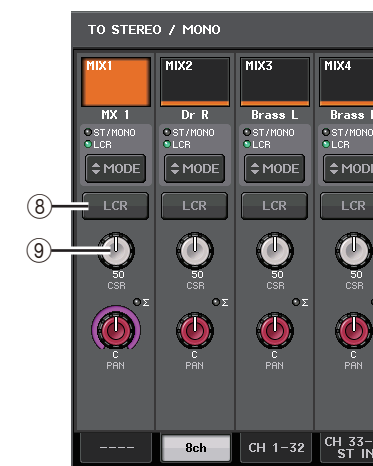 TO STEREO / MONO
MIX1 MIX2 MIX3 MIX4
MX 1 Dr R Brass L Brass
ST/MONO ST/MONO ST/MONO ST/MONO
LCR LCR LCR LCR
MODE MODE MODE MOD
⑧ LCR LCR LCR LCR
⑨
50 50 50 50
CSR CSR CSR CSR
Σ Σ Σ
C C C C
PAN PAN PAN PAN
---- 8ch CH 1-32 CH 33-
ST IN